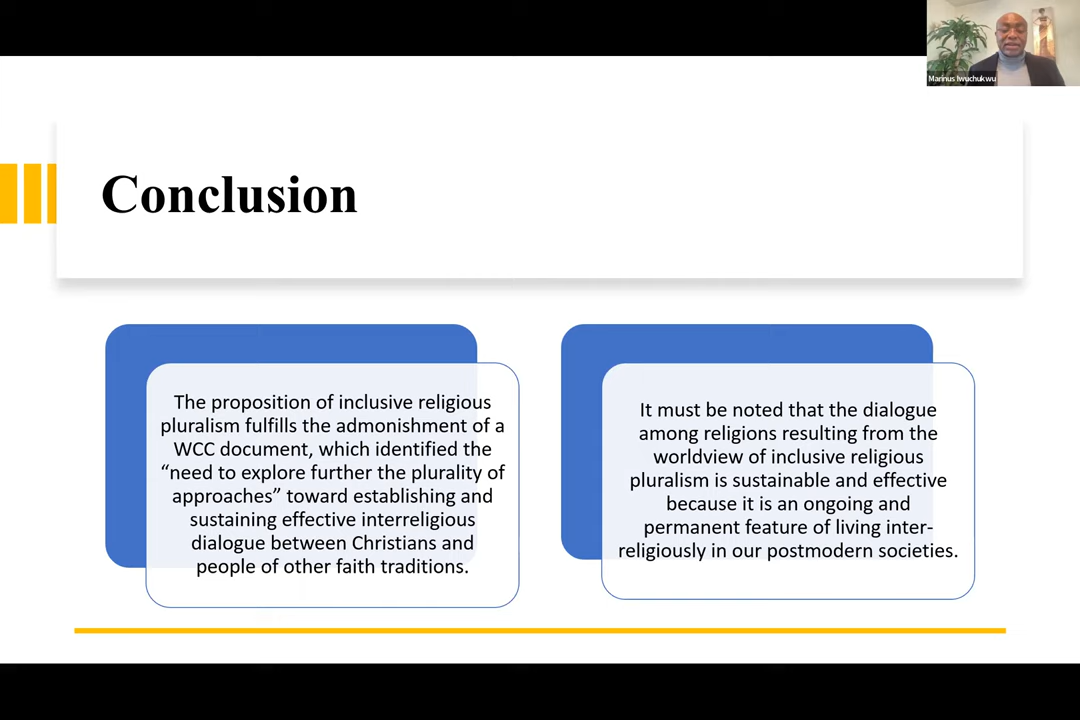 Marinus Iwuchukwu
Conclusion
The proposition of inclusive religious
pluralism fulfills the admonishment of a
WCC document, which identified the
“need to explore further the plurality of
approaches” toward establishing and
sustaining effective interreligious
dialogue between Christians and
people of other faith traditions.
It must be noted that the dialogue
among religions resulting from the
worldview of inclusive religious
pluralism is sustainable and effective
because it is an ongoing and
permanent feature of living inter-
religiously in our postmodern societies.